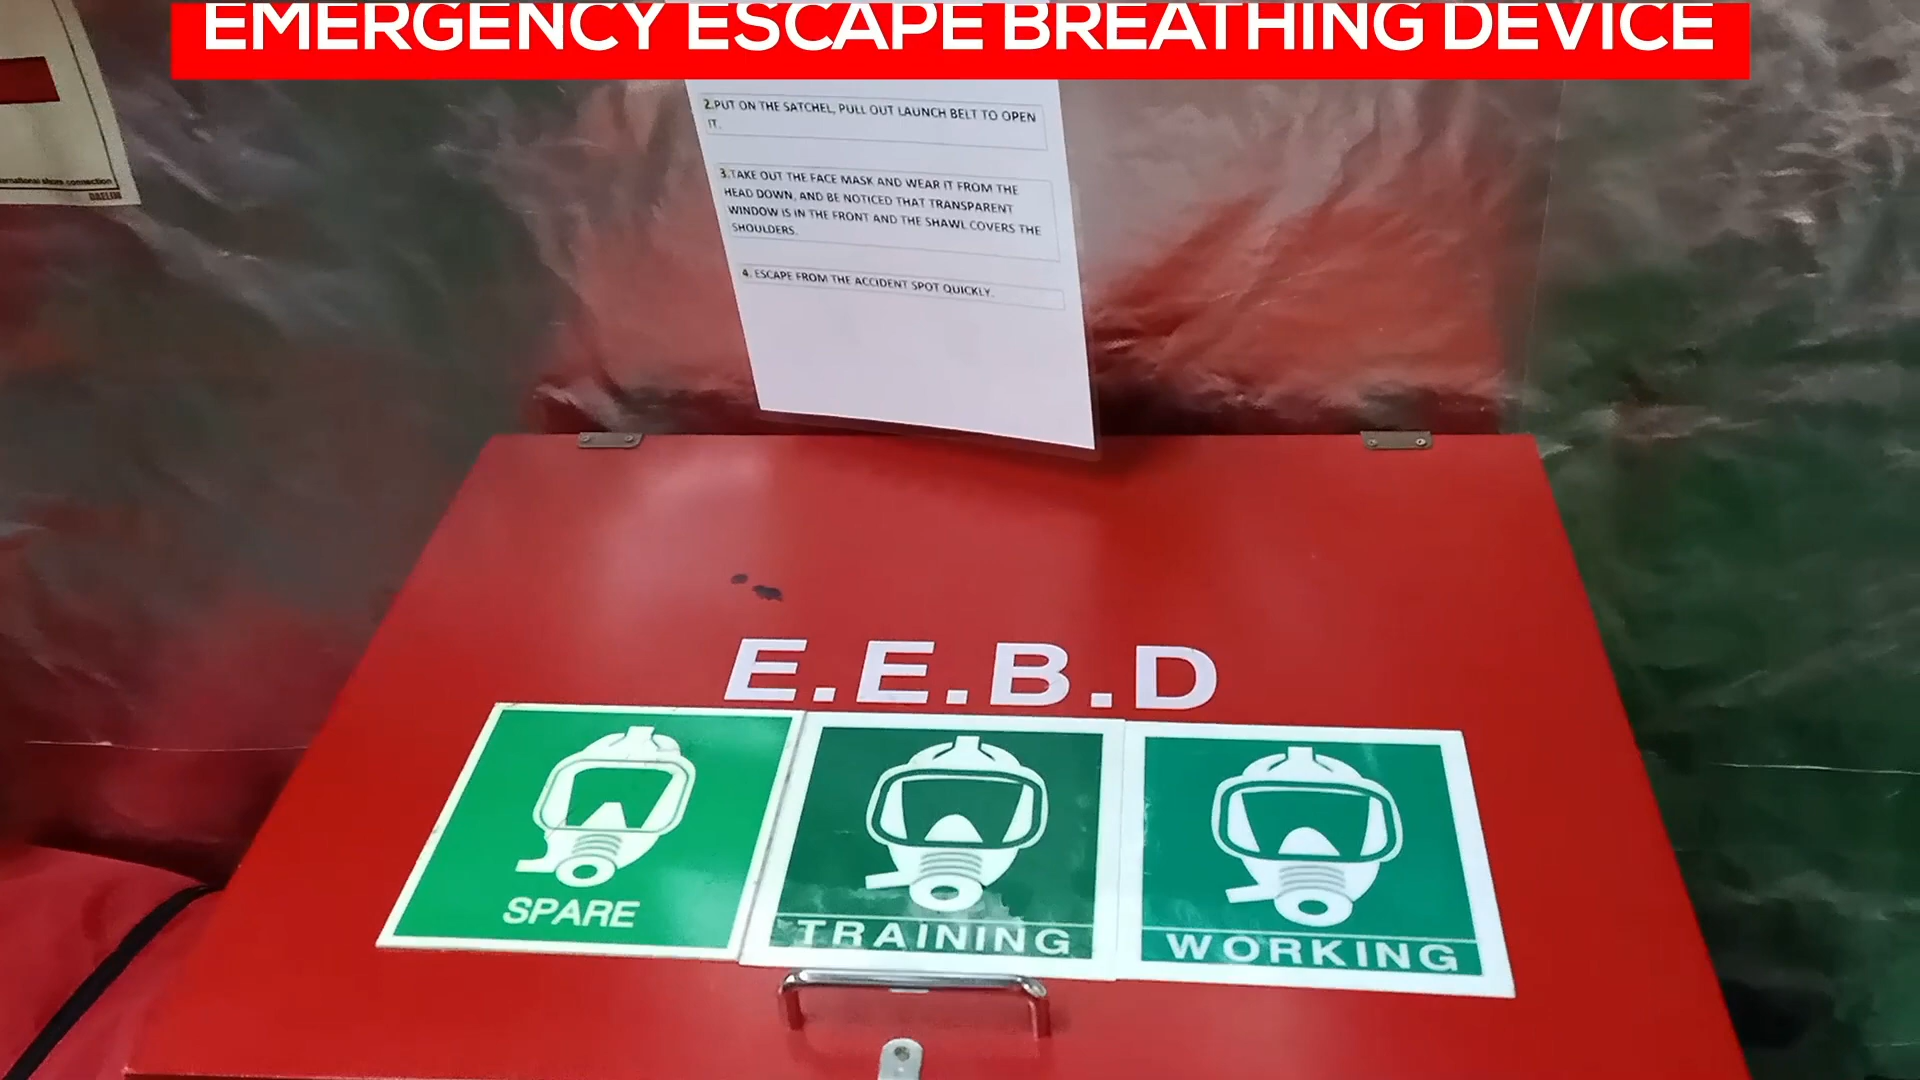 EMERGENCY ESCAPE BREATHING DEVICE
2.PUT ON THE SATCHEL, PULL OUT LAUNCH BELT TO OPEN
IT.
3.TAKE OUT THE FACE MASK AND WEAR IT FROM THE
HEAD DOWN, AND BE NOTICED THAT TRANSPARENT
WINDOW IS IN THE FRONT AND THE SHAWL COVERS THE
SHOULDERS.
4. ESCAPE FROM THE ACCIDENT SPOT QUICKLY.
shore connection
E.E.B.D
SPARE
TRAINING
WORKING